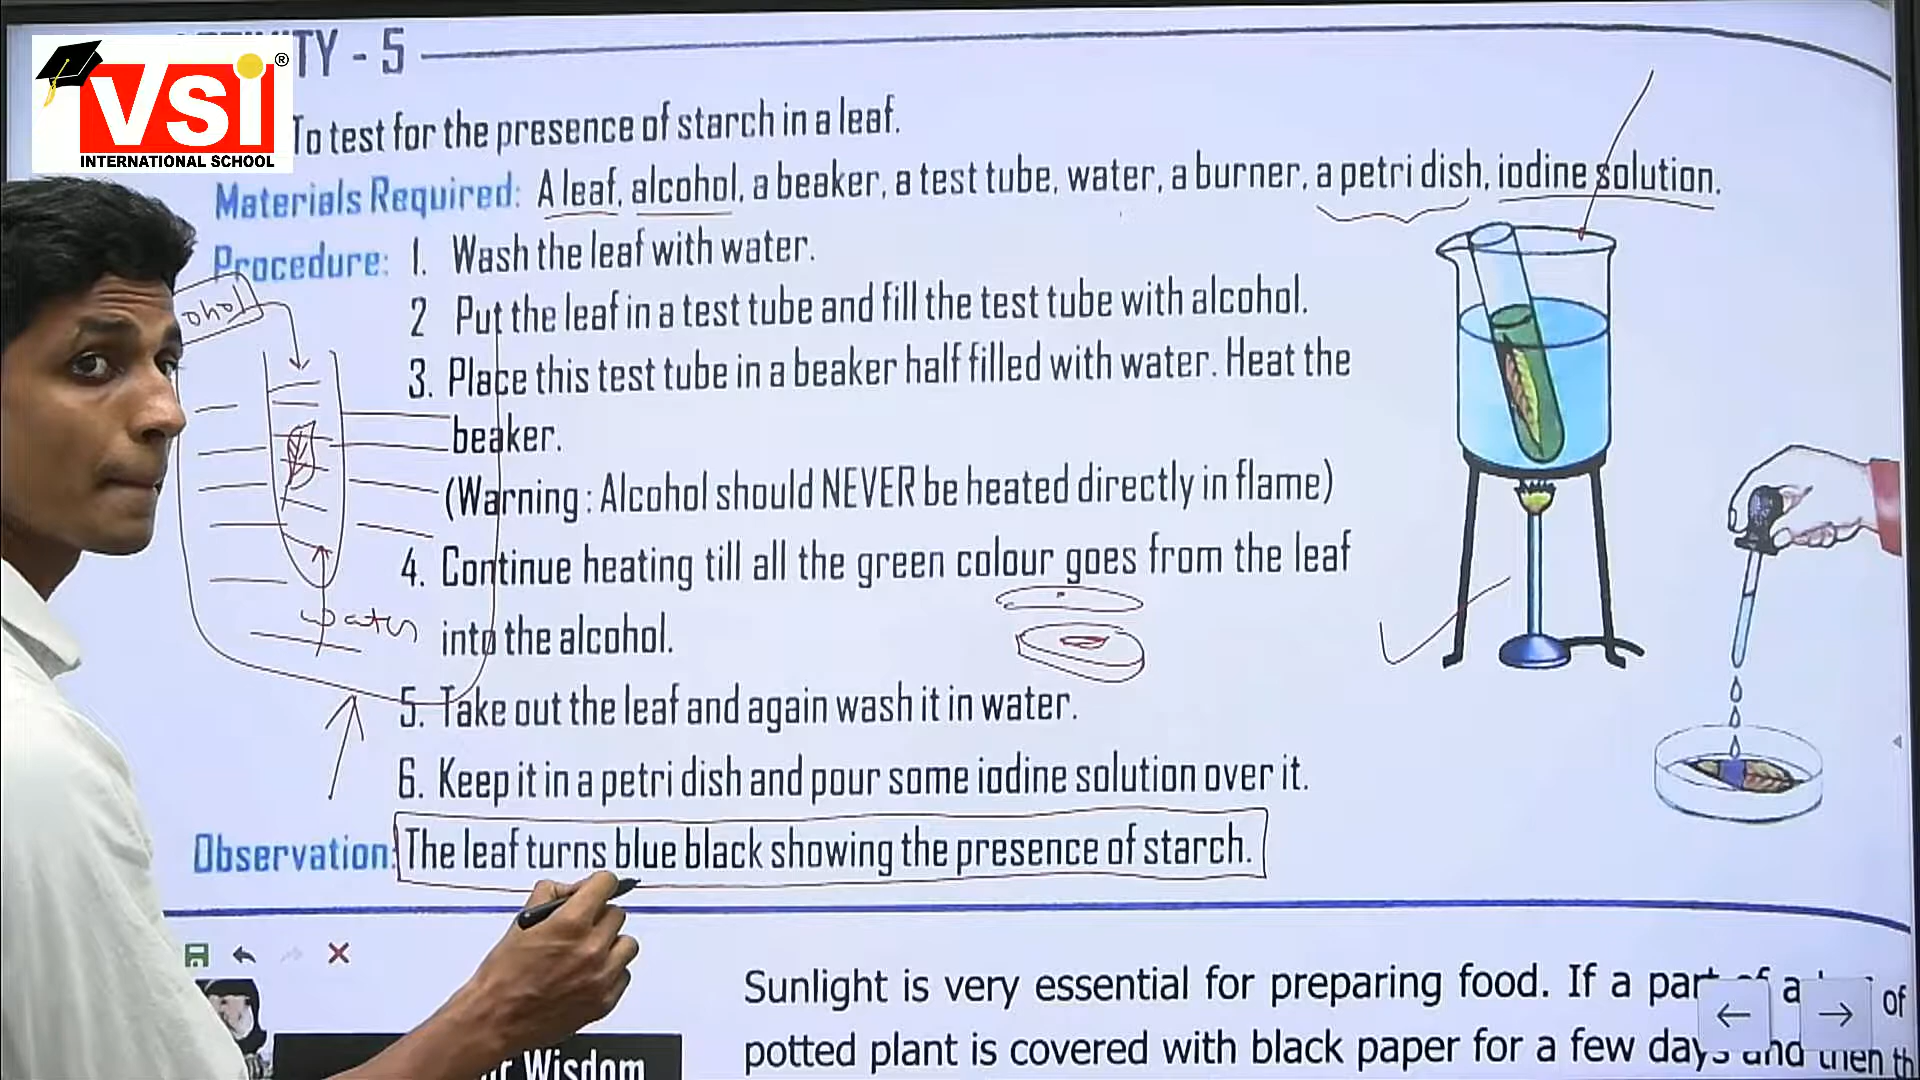 TY - 5
VSI ®
INTERNATIONAL SCHOOL
To test for the presence of starch in a leaf.
Materials Required: A leaf, alcohol, a beaker, a test tube, water, a burner, a petri dish, iodine solution.
Procedure: 1. Wash the leaf with water.
ohol
2 Put the leaf in a test tube and fill the test tube with alcohol.
3. Place this test tube in a beaker half filled with water. Heat the
beaker.
(Warning : Alcohol should NEVER be heated directly in flame)
4. Continue heating till all the green colour goes from the leaf
water
into the alcohol.
5. Take out the leaf and again wash it in water.
6. Keep it in a petri dish and pour some iodine solution over it.
Observation: The leaf turns blue black showing the presence of starch.
Sunlight is very essential for preparing food. If a part of a of
potted plant is covered with black paper for a few days and then th
Wisdom